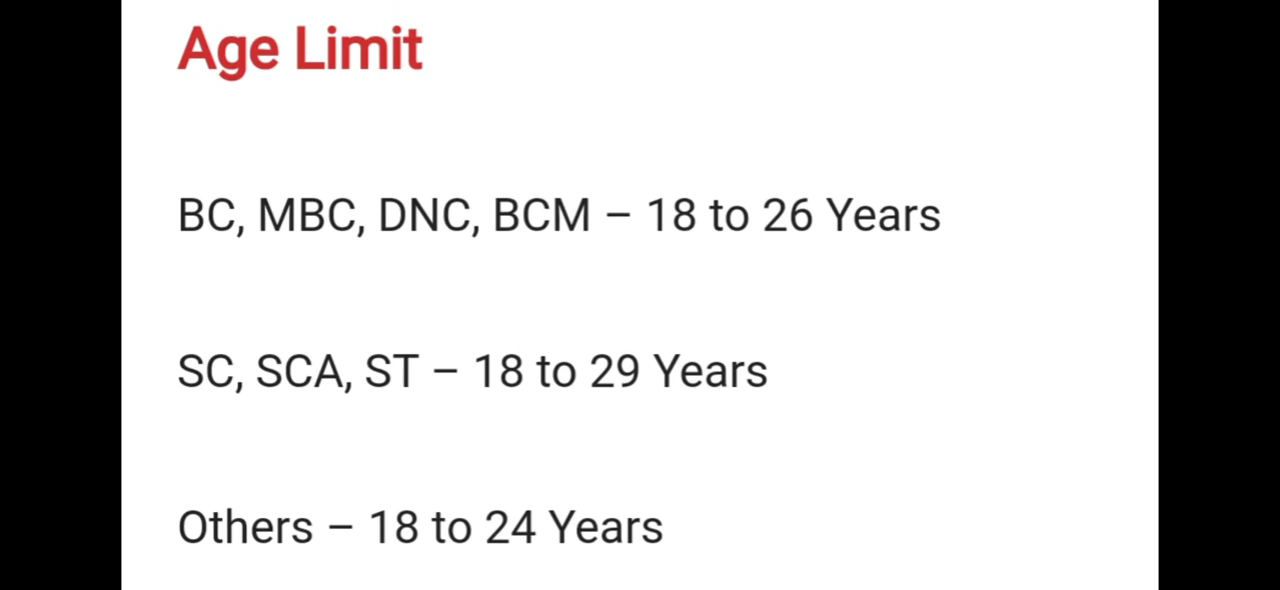 Age Limit
BC, MBC, DNC, BCM – 18 to 26 Years
SC, SCA, ST – 18 to 29 Years
Others – 18 to 24 Years